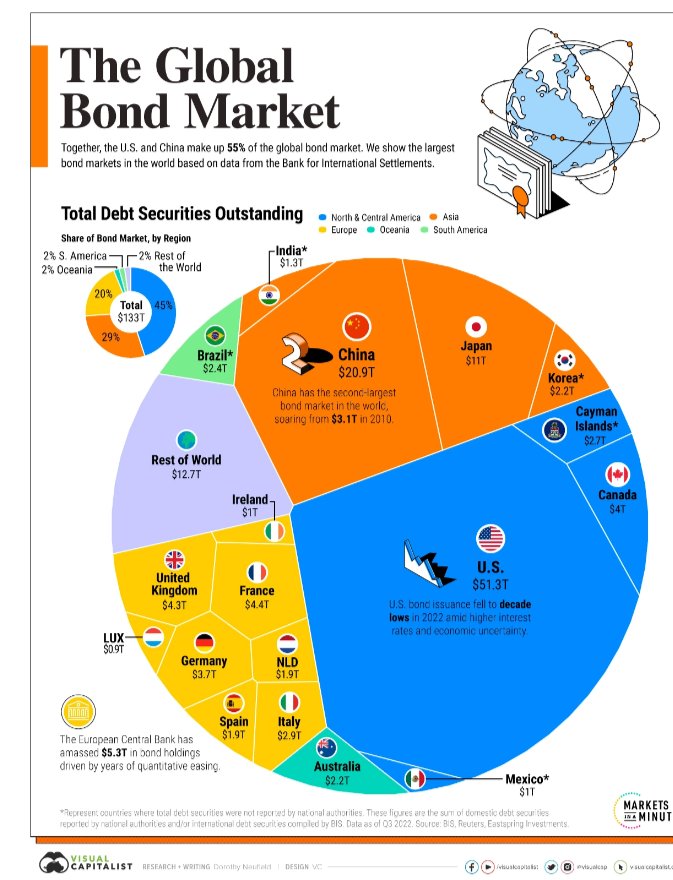 The Global
Bond Market
Together, the U.S. and China make up 55% of the global bond market. We show the largest
bond markets in the world based on data from the Bank for International Settlements.
Total Debt Securities Outstanding
North & Central America
Asia
Europe
Oceania
South America
Share of Bond Market, by Region
2% S. America
2% Rest of
the World
2% Oceania
20%
45%
29%
Total
$133T
India*
$1.3T
Brazil*
$2.4T
2
China
$20.9T
China has the second-largest
bond market in the world,
soaring from $3.1T in 2010.
Japan
$11T
Korea*
$2.2T
Cayman
Islands*
$2.7T
Canada
$4T
Rest of World
$12.7T
Ireland
$1T
U.S.
$51.3T
U.S. bond issuance fell to decade
lows in 2022 amid higher interest
rates and economic uncertainty
United
Kingdom
$4.3T
France
$4.4T
LUX
$0.9T
Germany
$3.7T
NLD
$1.9T
Spain
$1.9T
Italy
$2.9T
Australia
$2.2T
Mexico*
$1T
The European Central Bank has
amassed $5.3T in bond holdings
driven by years of quantitative easing.
*Represent countries where total debt securities were not reported by national authorities. These figures are the sum of domestic debt securities
reported by national authorities and/or international debt securities compiled by BIS. Data as of Q3 2022. Source: BIS, Reuters, Eastspring Investments.
MARKETS
IN A MINUT
VISUAL
CAPITALIST
RESEARCH + WRITING Dorothy Neufeld | DESIGN VC
/visualcapitalist
@visualcap
visualcapitalist.c